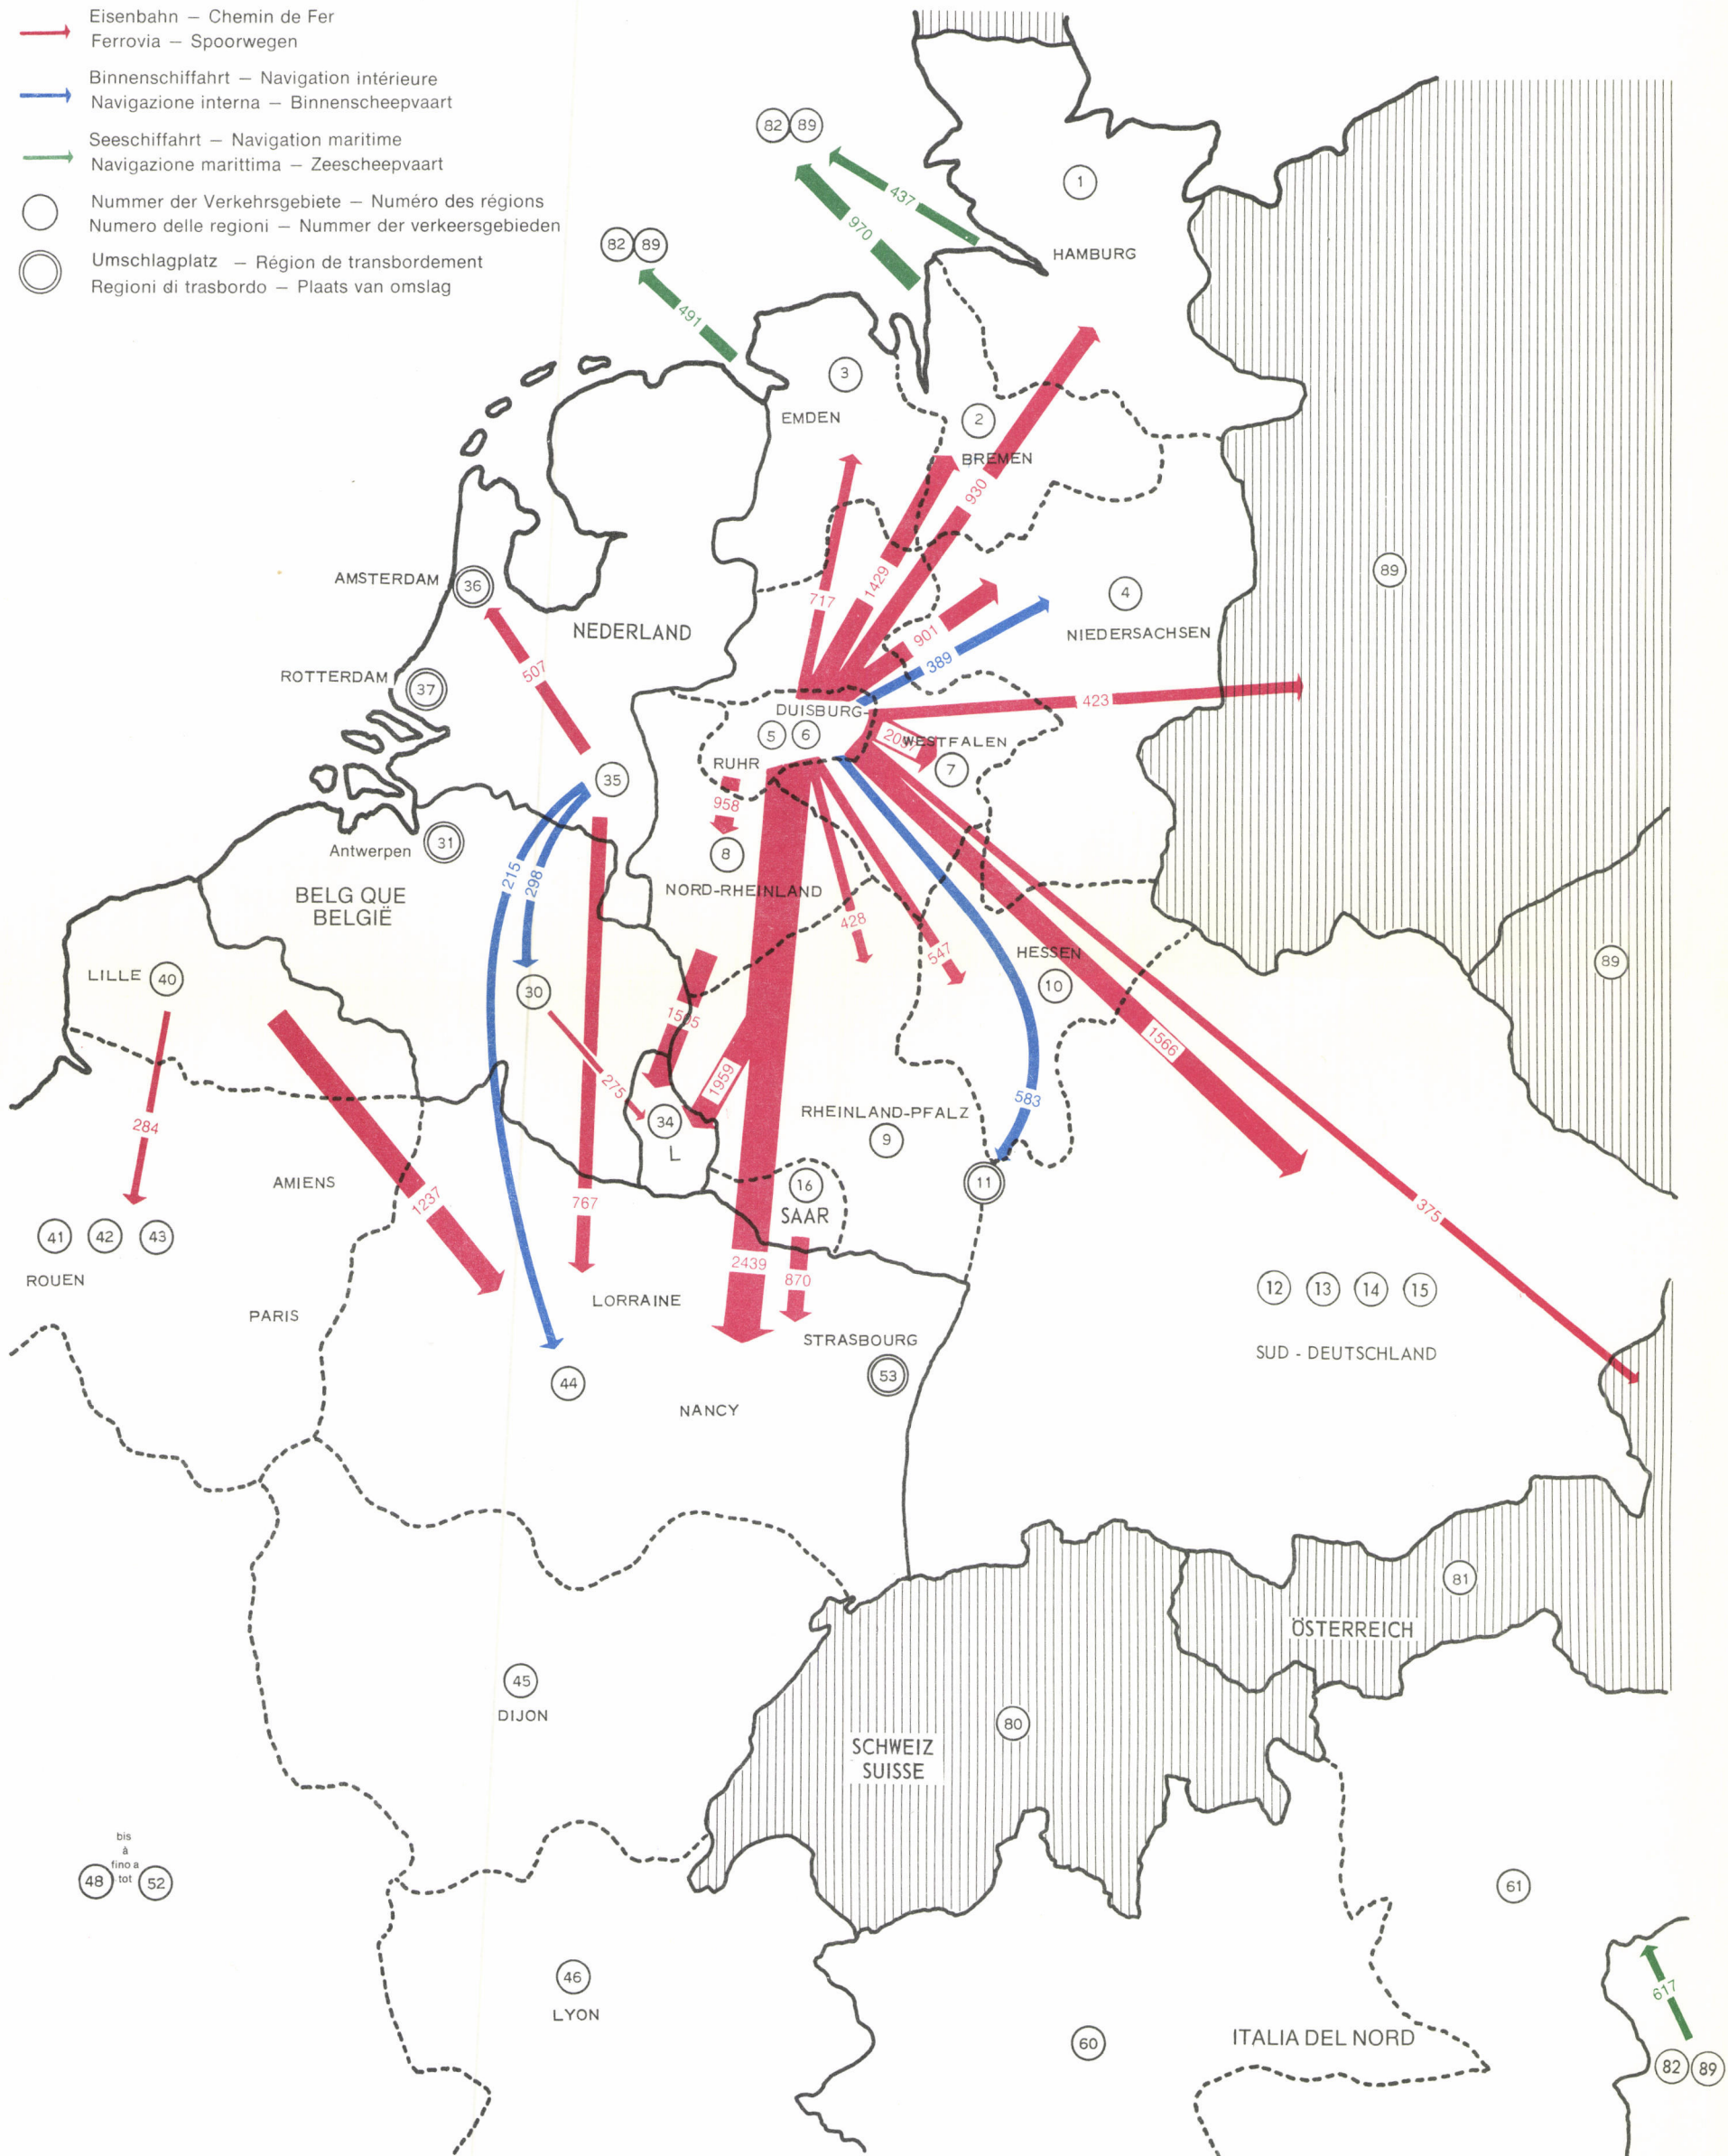 Eisenbahn – Chemin de Fer
Ferrovia – Spoorwegen
Binnenschiffahrt – Navigation intérieure
Navigazione interna – Binnenscheepvaart
Seeschiffahrt – Navigation maritime
Navigazione marittima – Zeescheepvaart
Nummer der Verkehrsgebiete – Numéro des régions
Numero delle regioni – Nummer der verkeersgebieden
Umschlagplatz – Région de transbordement
Regioni di trasbordo – Plaats van omslag
82 89
1
437
970
82 89
HAMBURG
491
3
EMDEN
2
BREMEN
930
89
AMSTERDAM 36
717
1429
4
NEDERLAND
901
NIEDERSACHSEN
389
507
ROTTERDAM 37
423
DUISBURG
5 6
WESTFALEN
RUHR
7
35
958
31
Antwerpen
8
215
298
BELG QUE
BELGIË
NORD-RHEINLAND
428
547
HESSEN
LILLE 40
89
30
10
1566
275
1959
583
284
34
RHEINLAND-PFALZ
9
L
AMIENS
16
11
1237
767
SAAR
375
41 42 43
2439
870
ROUEN
12 13 14 15
LORRAINE
PARIS
STRASBOURG
SUD - DEUTSCHLAND
53
44
NANCY
81
ÖSTERREICH
45
DIJON
80
SCHWEIZ
SUISSE
bis
à
fino a
48 tot 52
61
46
LYON
617
60
ITALIA DEL NORD
82 89